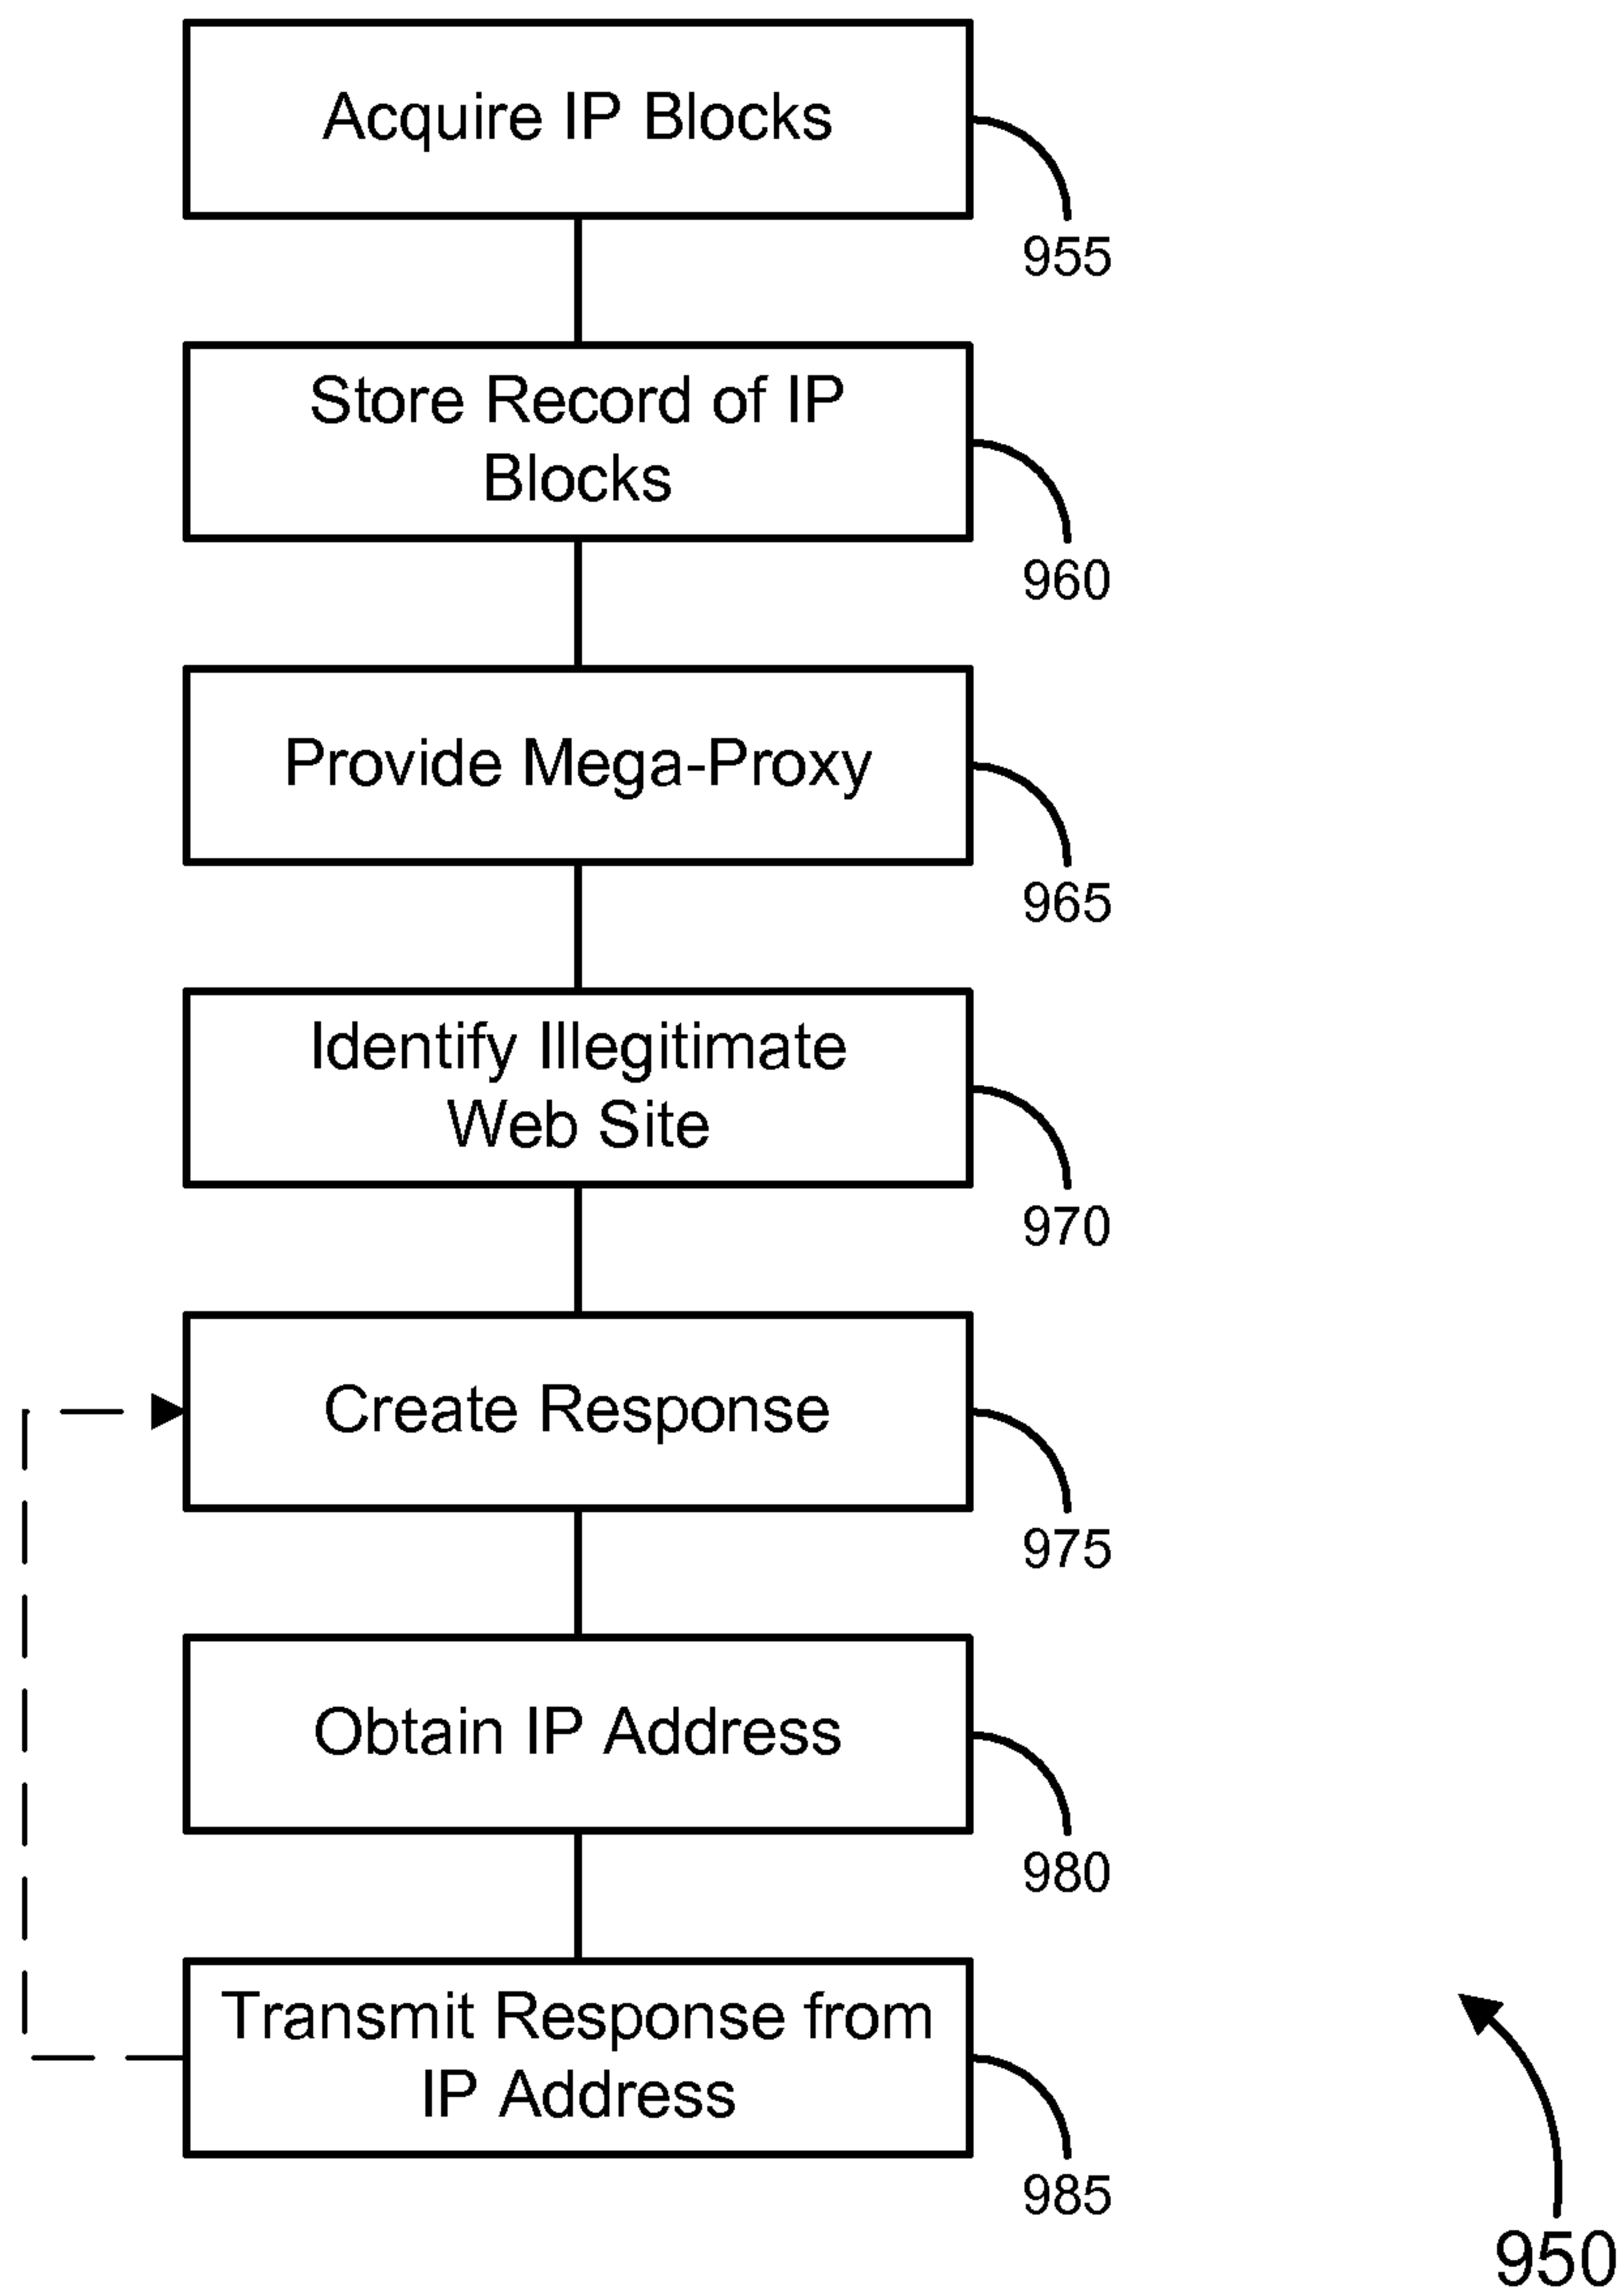 Acquire IP Blocks
955
Store Record of IP
Blocks
960
Provide Mega-Proxy
965
Identify Illegitimate
Web Site
970
Create Response
975
Obtain IP Address
980
Transmit Response from
IP Address
985
950